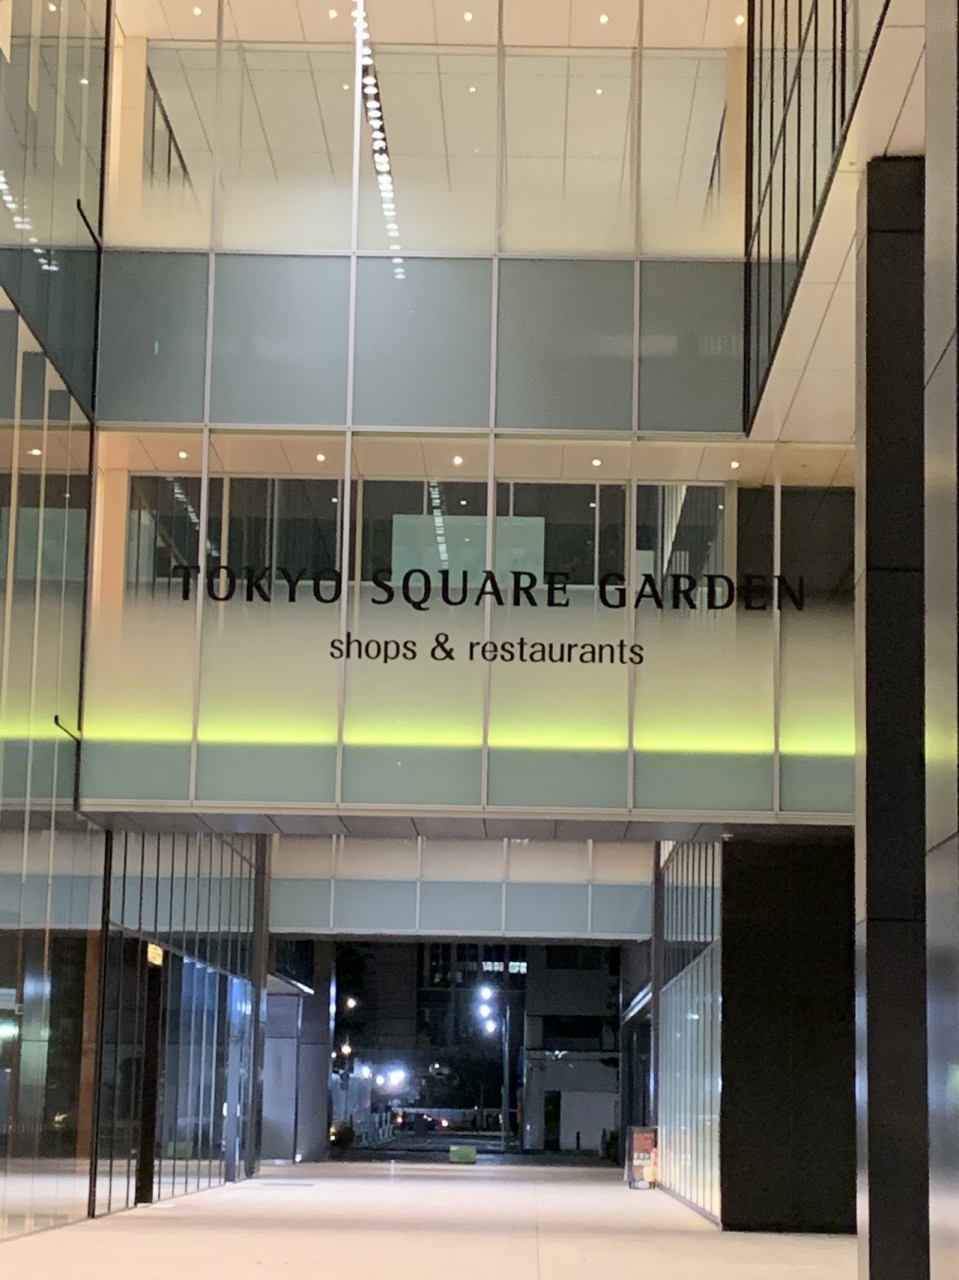 TOKYO SQUARE GARDEN
shops & restaurants